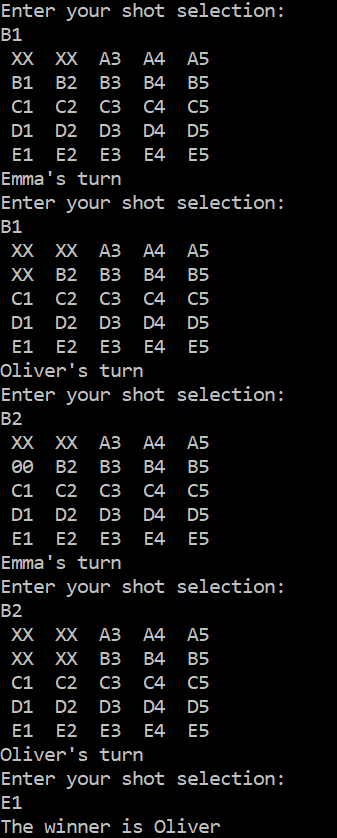 Enter your shot selection:
B1
XX XX A3 A4 A5
B1 B2 B3 B4 B5
C1 C2 C3 C4 C5
D1 D2 D3 D4 D5
E1 E2 E3 E4 E5
Emma's turn
Enter your shot selection:
B1
XX XX A3 A4 A5
XX B2 B3 B4 B5
C1 C2 C3 C4 C5
D1 D2 D3 D4 D5
E1 E2 E3 E4 E5
Oliver's turn
Enter your shot selection:
B2
XX XX A3 A4 A5
00 B2 B3 B4 B5
C1 C2 C3 C4 C5
D1 D2 D3 D4 D5
E1 E2 E3 E4 E5
Emma's turn
Enter your shot selection:
B2
XX XX A3 A4 A5
XX XX B3 B4 B5
C1 C2 C3 C4 C5
D1 D2 D3 D4 D5
E1 E2 E3 E4 E5
Oliver's turn
Enter your shot selection:
E1
The winner is Oliver